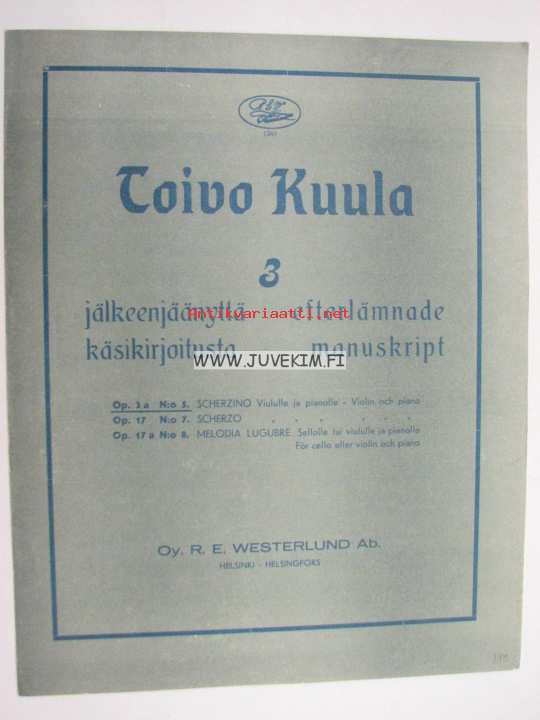 Toivo Kuula
3
jälkeenjäänyttä efterlämnade
Antikvariaatti.net
käsikirjoitusta manuskript
WWW.JUVEKIM.FI
Op. 3 a N:o 5. SCHERZINO Viululle ja pianolle - Violin och piano
Op. 17 N:o 7. SCHERZO " " " " " "
Op. 17 a N:o 8. MELODIA LUGUBRE. Sellolle tai viululle ja pianolle
För cello eller violin och piano
Oy. R. E. WESTERLUND Ab.
HELSINKI - HELSINGFORS